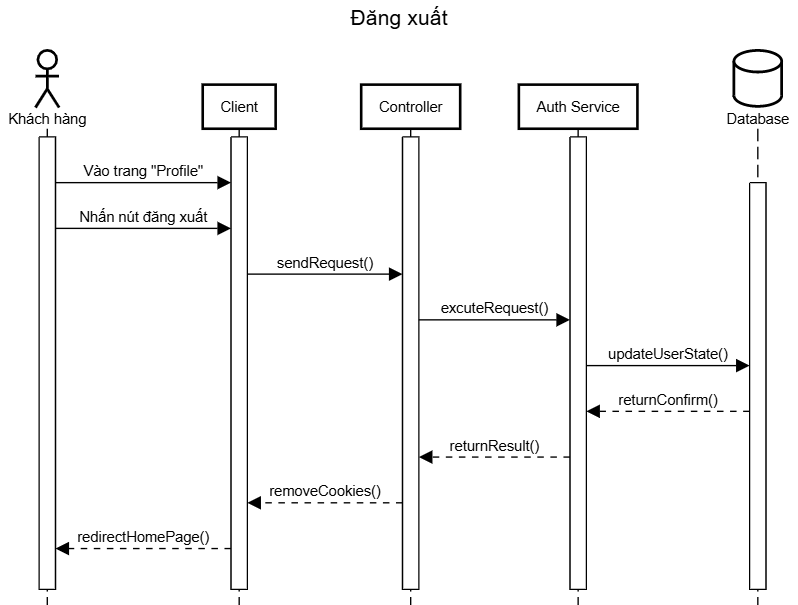 Đăng xuất
Khách hàng
Client
Controller
Auth Service
Database
Vào trang "Profile"
Nhấn nút đăng xuất
sendRequest()
excuteRequest()
updateUserState()
returnConfirm()
returnResult()
removeCookies()
redirectHomePage()